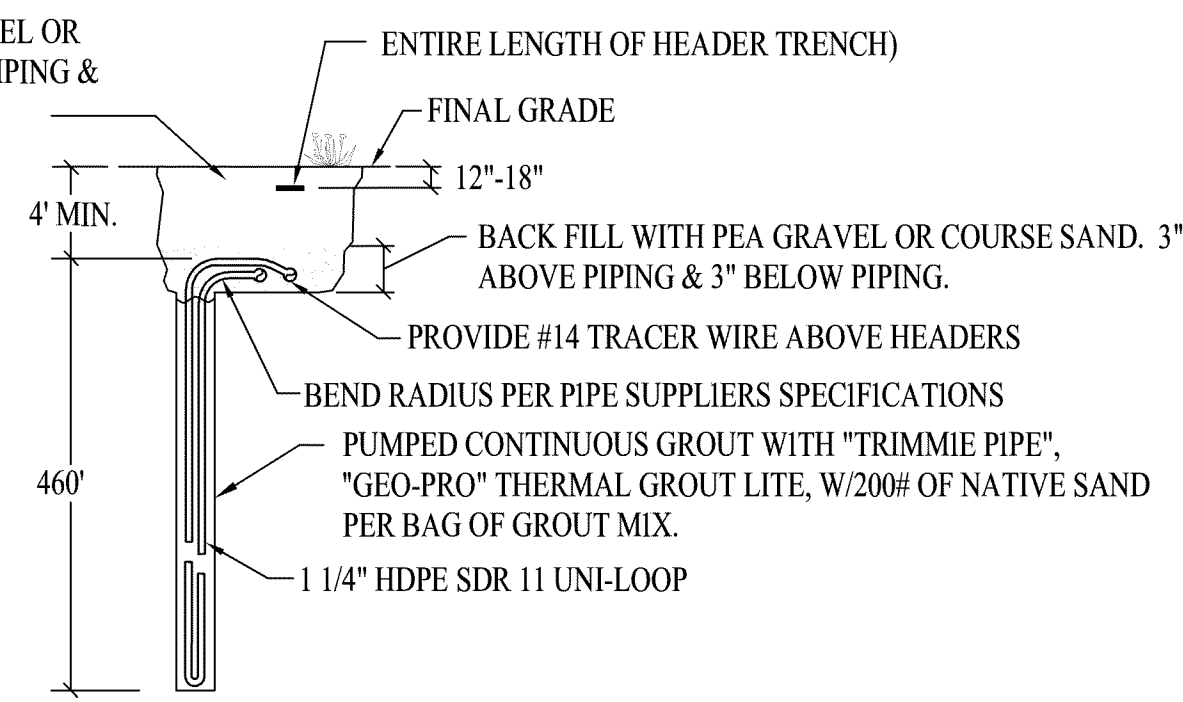 EL OR
IPING &
ENTIRE LENGTH OF HEADER TRENCH)
FINAL GRADE
12"-18"
4' MIN.
BACK FILL WITH PEA GRAVEL OR COURSE SAND. 3"
ABOVE PIPING & 3" BELOW PIPING.
PROVIDE #14 TRACER WIRE ABOVE HEADERS
BEND RADIUS PER PIPE SUPPLIERS SPECIFICATIONS
460'
PUMPED CONTINUOUS GROUT WITH "TRIMMIE PIPE",
"GEO-PRO" THERMAL GROUT LITE, W/200# OF NATIVE SAND
PER BAG OF GROUT MIX.
1 1/4" HDPE SDR 11 UNI-LOOP